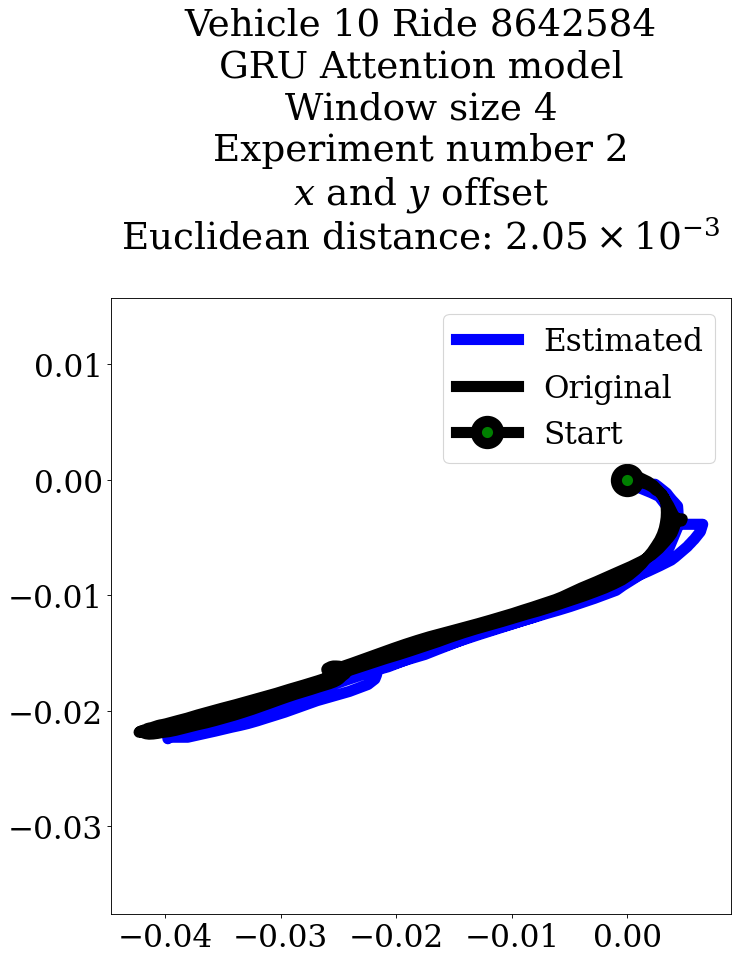 Vehicle 10 Ride 8642584
GRU Attention model
Window size 4
Experiment number 2
x and y offset
Euclidean distance: 2.05 × 10⁻³
Estimated
Original
Start
0.01
0.00
−0.01
−0.02
−0.03
−0.04 −0.03 −0.02 −0.01 0.00